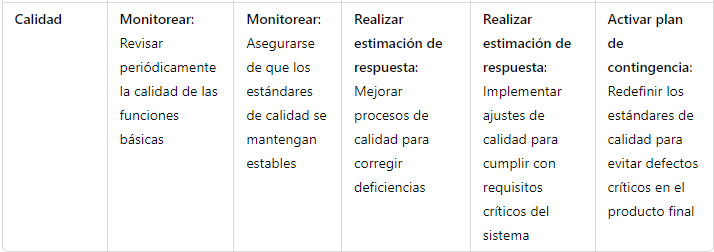 Calidad
Monitorear:
Revisar
periódicamente
la calidad de las
funciones
básicas
Monitorear:
Asegurarse
de que los
estándares
de calidad se
mantengan
estables
Realizar
estimación de
respuesta:
Mejorar
procesos de
calidad para
corregir
deficiencias
Realizar
estimación de
respuesta:
Implementar
ajustes de
calidad para
cumplir con
requisitos
críticos del
sistema
Activar plan
de
contingencia:
Redefinir los
estándares de
calidad para
evitar defectos
críticos en el
producto final